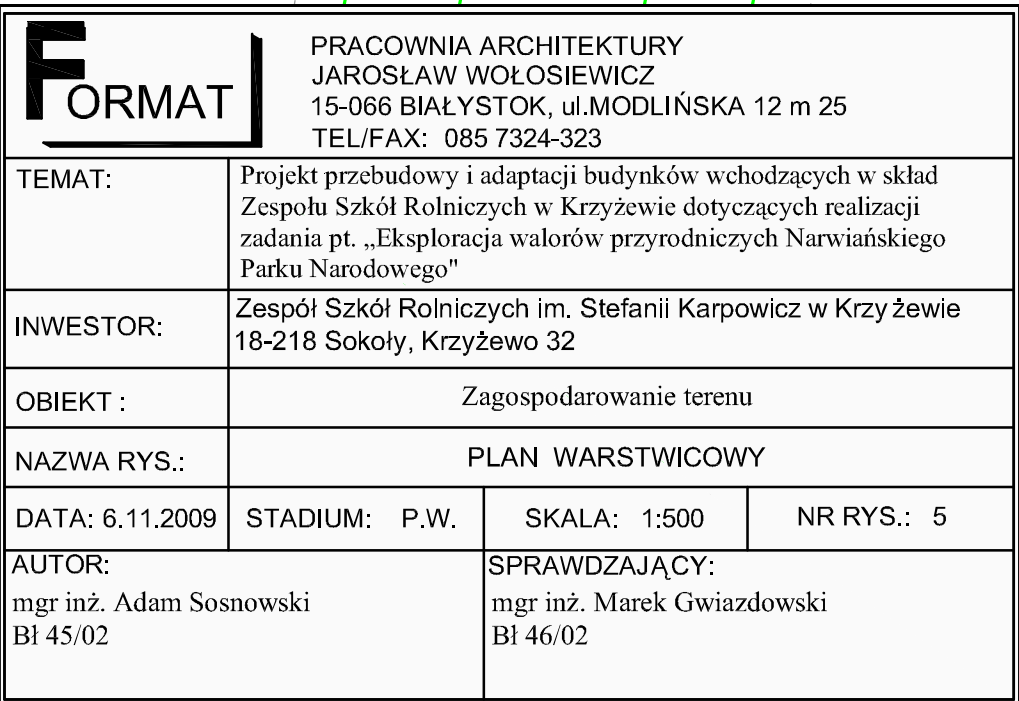 FORMAT
PRACOWNIA ARCHITEKTURY
JAROSŁAW WOŁOSIEWICZ
15-066 BIAŁYSTOK, ul.MODLIŃSKA 12 m 25
TEL/FAX: 085 7324-323
TEMAT:
Projekt przebudowy i adaptacji budynków wchodzących w skład
Zespołu Szkół Rolniczych w Krzyżewie dotyczących realizacji
zadania pt. „Eksploracja walorów przyrodniczych Narwiańskiego
Parku Narodowego"
INWESTOR:
Zespół Szkół Rolniczych im. Stefanii Karpowicz w Krzyżewie
18-218 Sokoły, Krzyżewo 32
OBIEKT :
Zagospodarowanie terenu
NAZWA RYS.:
PLAN WARSTWICOWY
DATA: 6.11.2009
STADIUM: P.W.
SKALA: 1:500
NR RYS.: 5
AUTOR:
mgr inż. Adam Sosnowski
Bł 45/02
SPRAWDZAJĄCY:
mgr inż. Marek Gwiazdowski
Bł 46/02